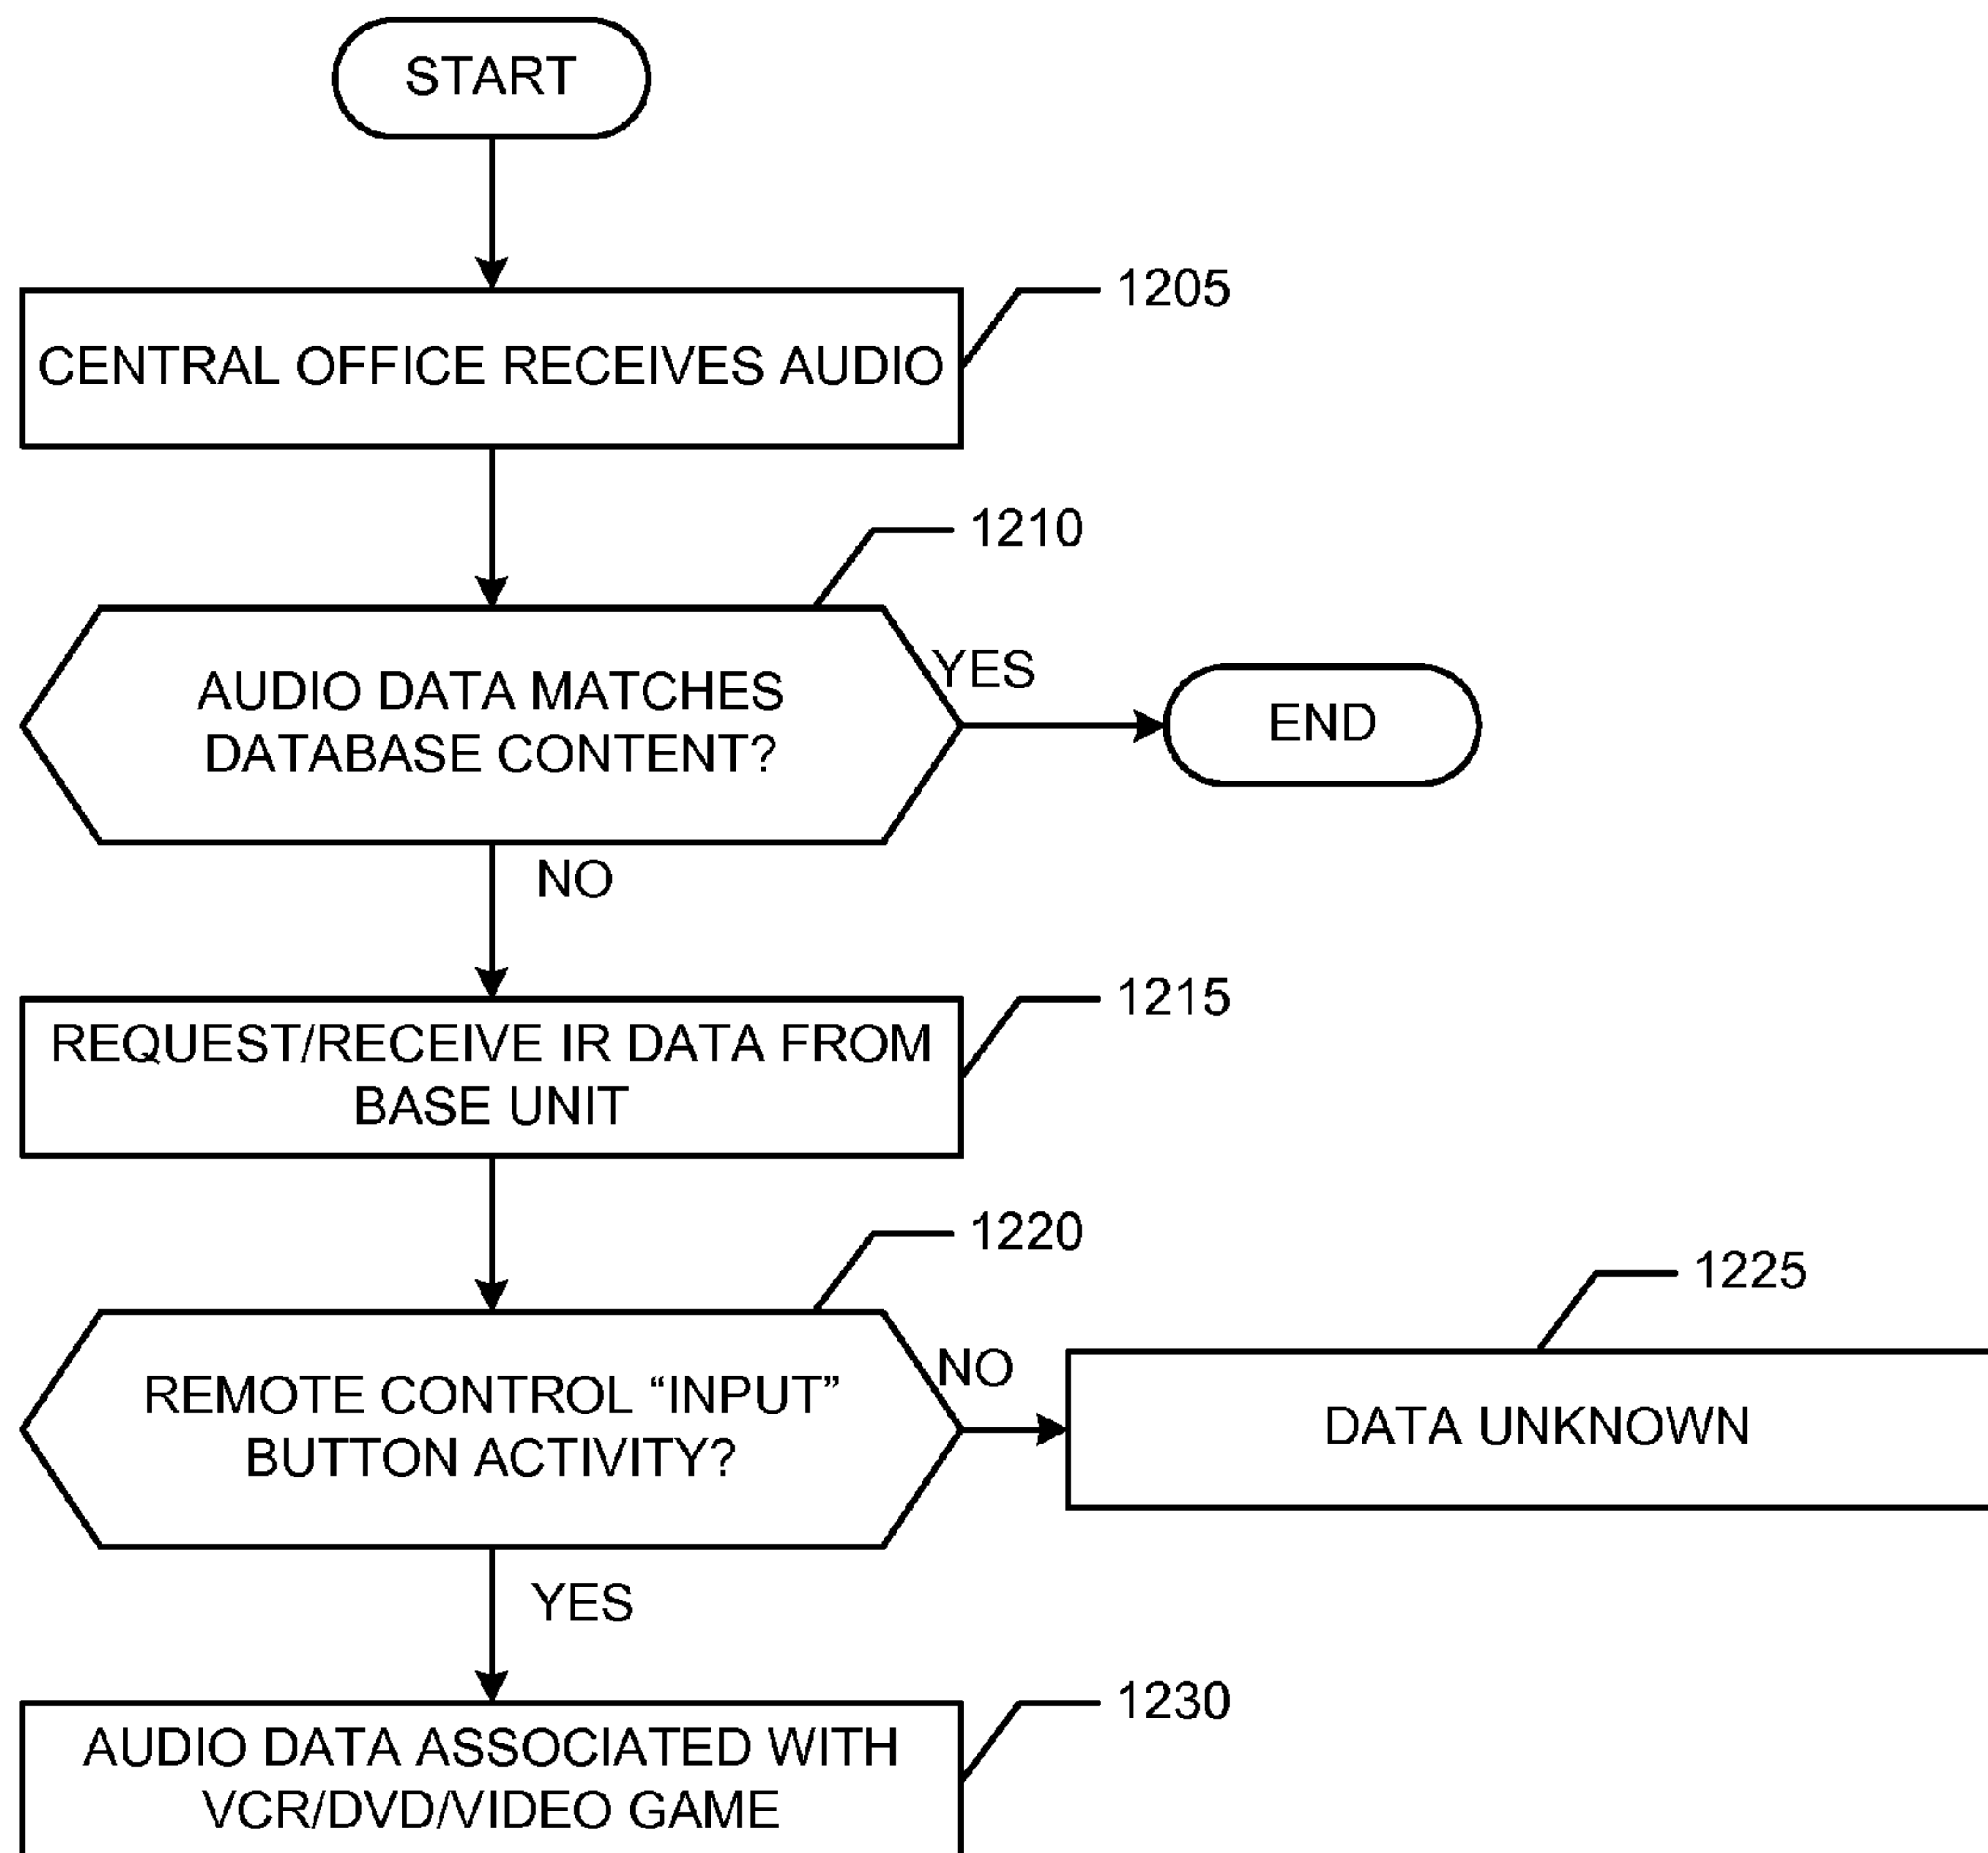 START
1205
CENTRAL OFFICE RECEIVES AUDIO
1210
AUDIO DATA MATCHES
DATABASE CONTENT?
YES
END
NO
1215
REQUEST/RECEIVE IR DATA FROM
BASE UNIT
1220
REMOTE CONTROL “INPUT”
BUTTON ACTIVITY?
NO
1225
DATA UNKNOWN
YES
1230
AUDIO DATA ASSOCIATED WITH
VCR/DVD/VIDEO GAME